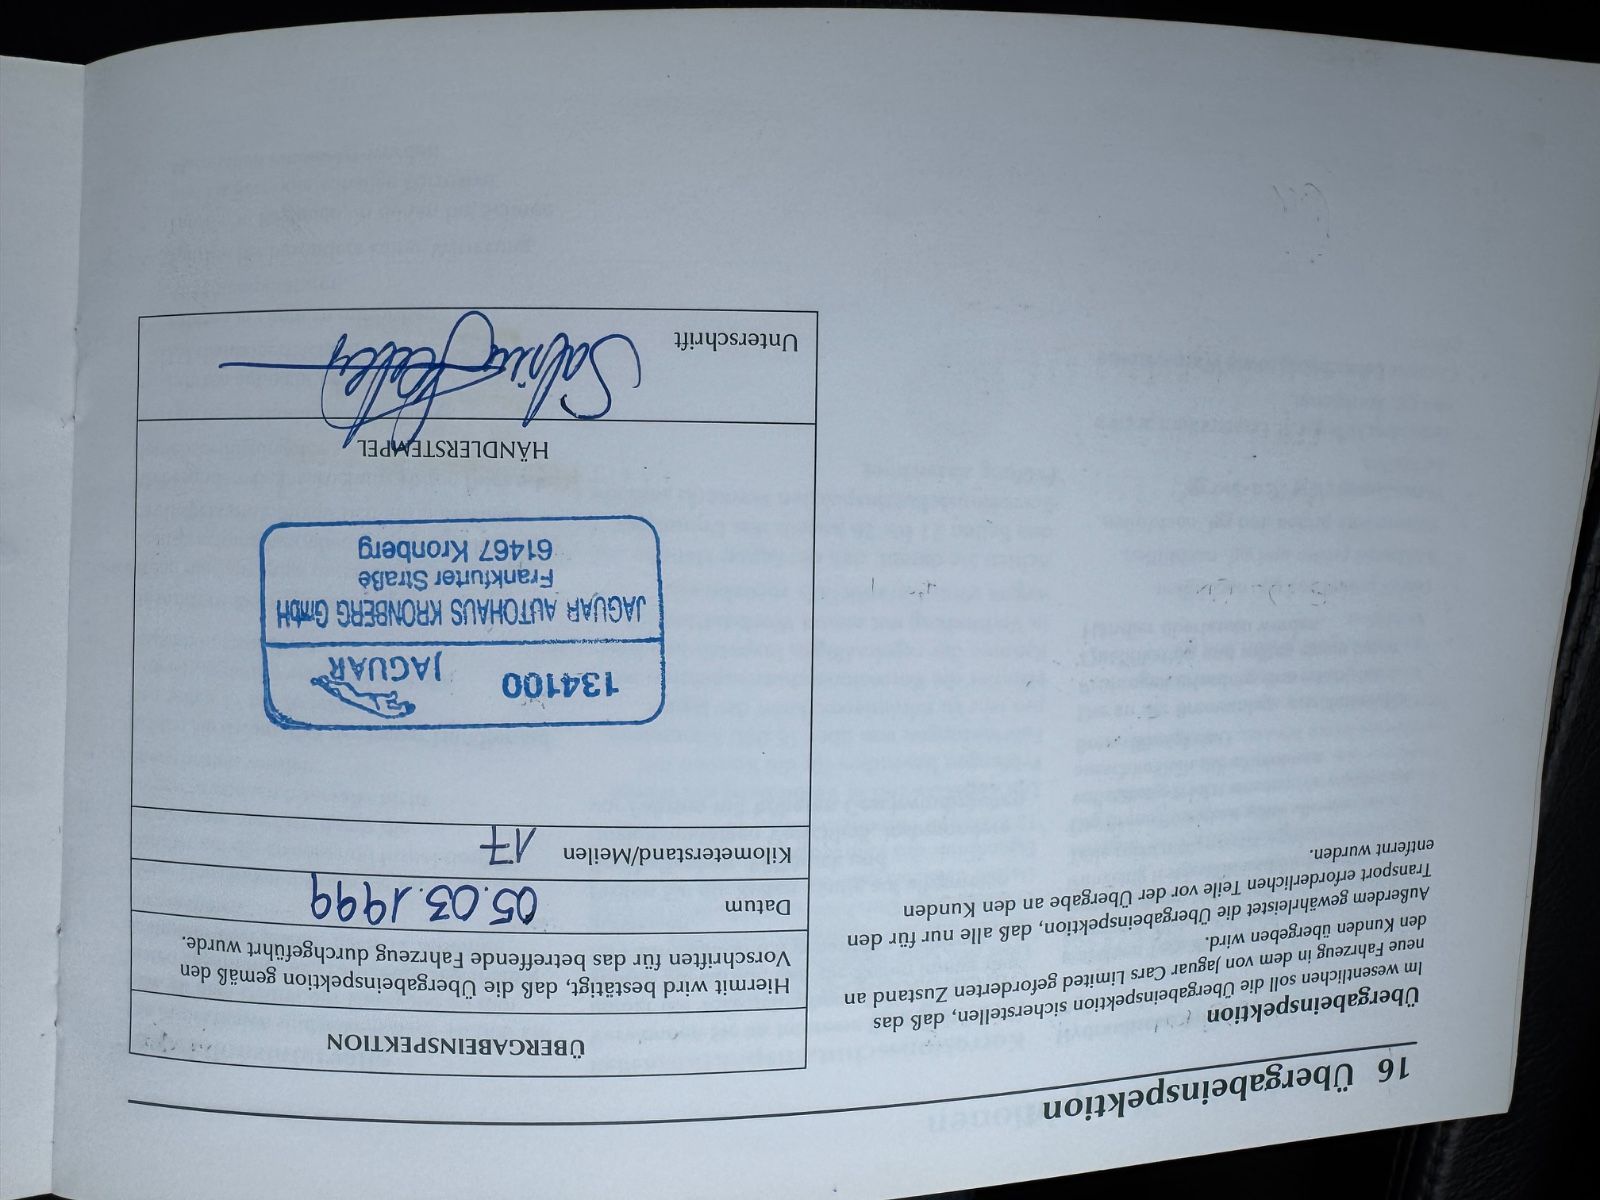 16 Übergabeinspektion
Übergabeinspektion
Im wesentlichen soll die Übergabeinspektion sicherstellen, daß das
neue Fahrzeug in dem von Jaguar Cars Limited geforderten Zustand an
den Kunden übergeben wird.
Außerdem gewährleistet die Übergabeinspektion, daß alle nur für den
Transport erforderlichen Teile vor der Übergabe an den Kunden
entfernt wurden.
ÜBERGABEINSPEKTION
Hiermit wird bestätigt, daß die Übergabeinspektion gemäß den
Vorschriften für das betreffende Fahrzeug durchgeführt wurde.
Datum 05.03.1999
Kilometerstand/Meilen 17
134100 JAGUAR
JAGUAR AUTOHAUS KRONBERG GmbH
Frankfurter Straße
61467 Kronberg
HÄNDLERSTEMPEL
Unterschrift